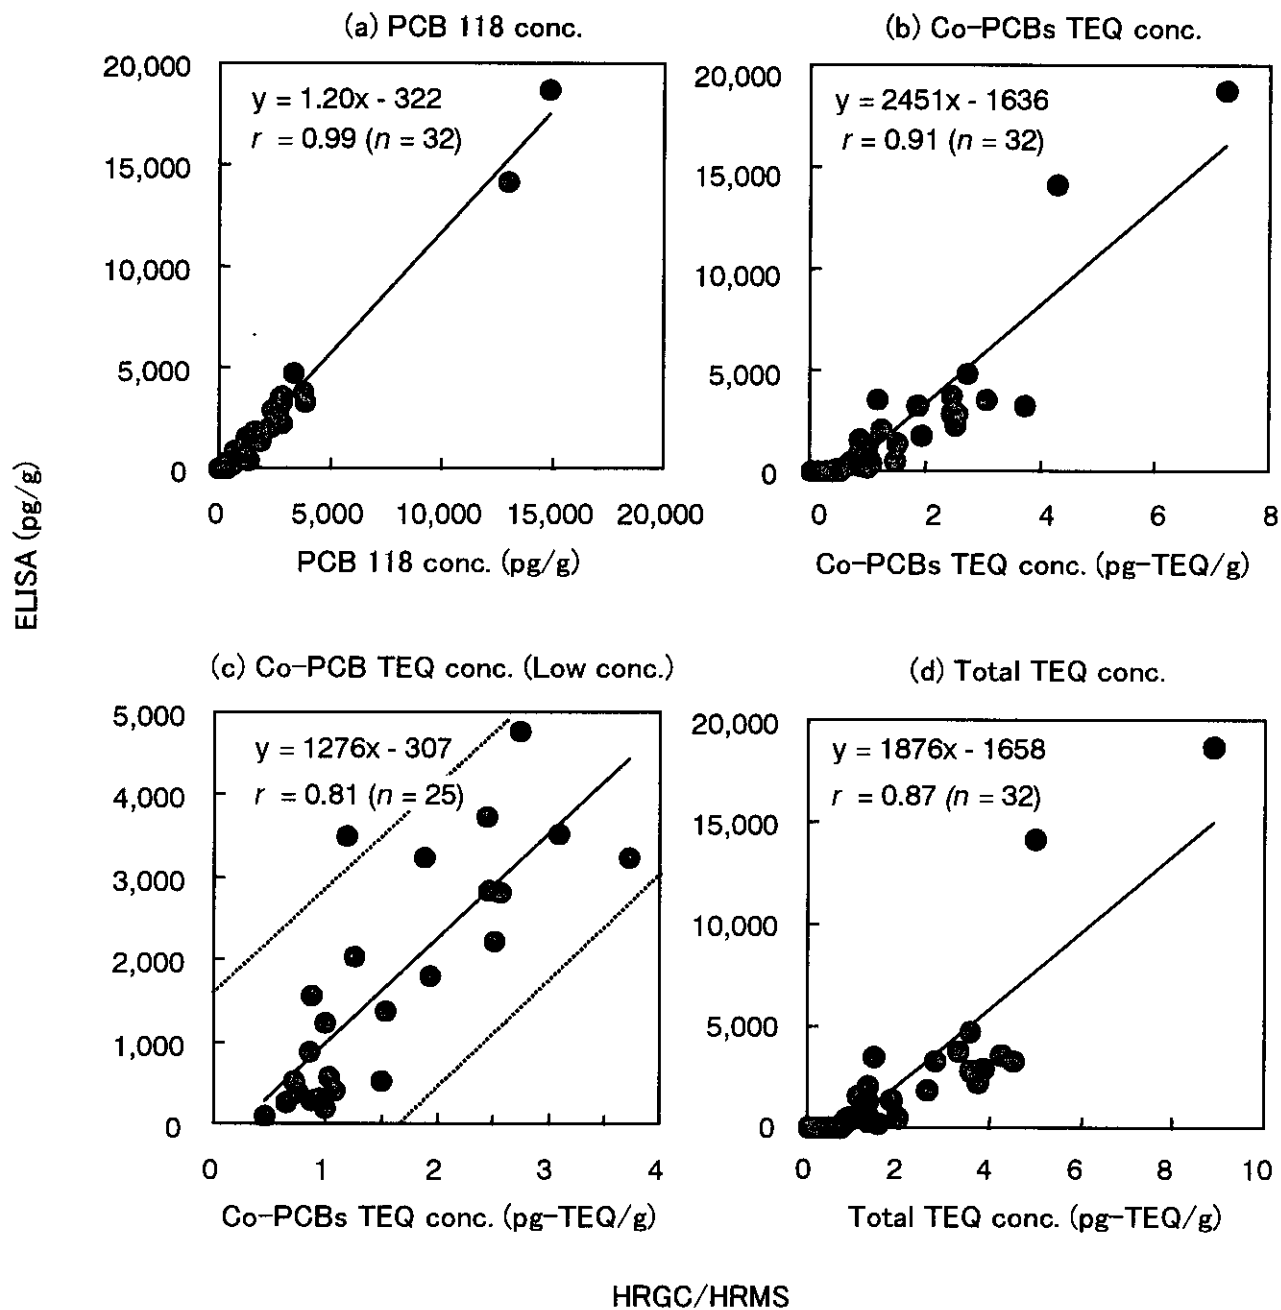 (a) PCB 118 conc.
20,000
15,000
10,000
5,000
0
y = 1.20x - 322
r = 0.99 (n = 32)
0 5,000 10,000 15,000 20,000
PCB 118 conc. (pg/g)
(b) Co-PCBs TEQ conc.
20,000
15,000
10,000
5,000
0
y = 2451x - 1636
r = 0.91 (n = 32)
0 2 4 6 8
Co-PCBs TEQ conc. (pg-TEQ/g)
ELISA (pg/g)
(c) Co-PCB TEQ conc. (Low conc.)
5,000
4,000
3,000
2,000
1,000
0
y = 1276x - 307
r = 0.81 (n = 25)
0 1 2 3 4
Co-PCBs TEQ conc. (pg-TEQ/g)
(d) Total TEQ conc.
20,000
15,000
10,000
5,000
0
y = 1876x - 1658
r = 0.87 (n = 32)
0 2 4 6 8 10
Total TEQ conc. (pg-TEQ/g)
HRGC/HRMS